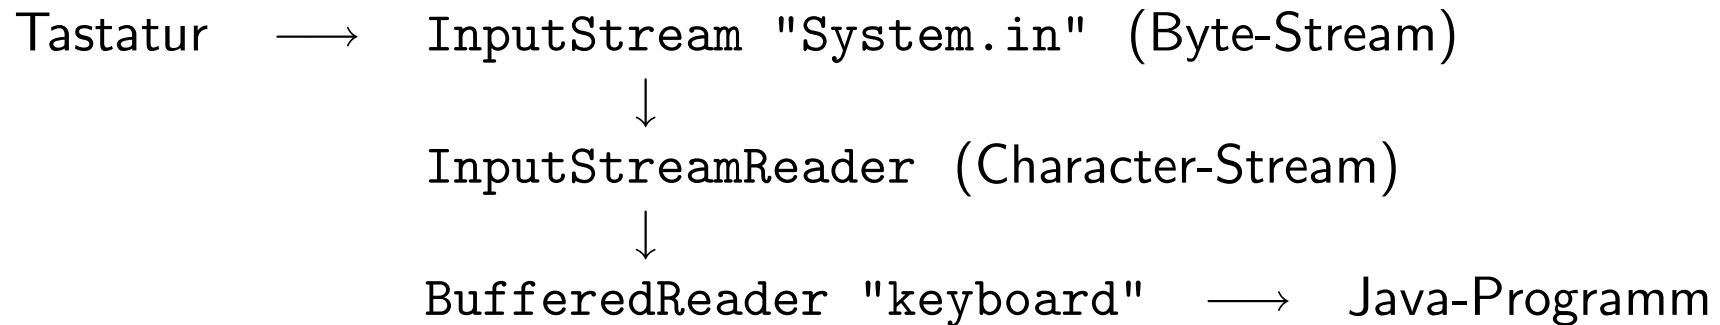 Tastatur ⟶ InputStream "System.in" (Byte-Stream)
↓
InputStreamReader (Character-Stream)
↓
BufferedReader "keyboard" ⟶ Java-Programm